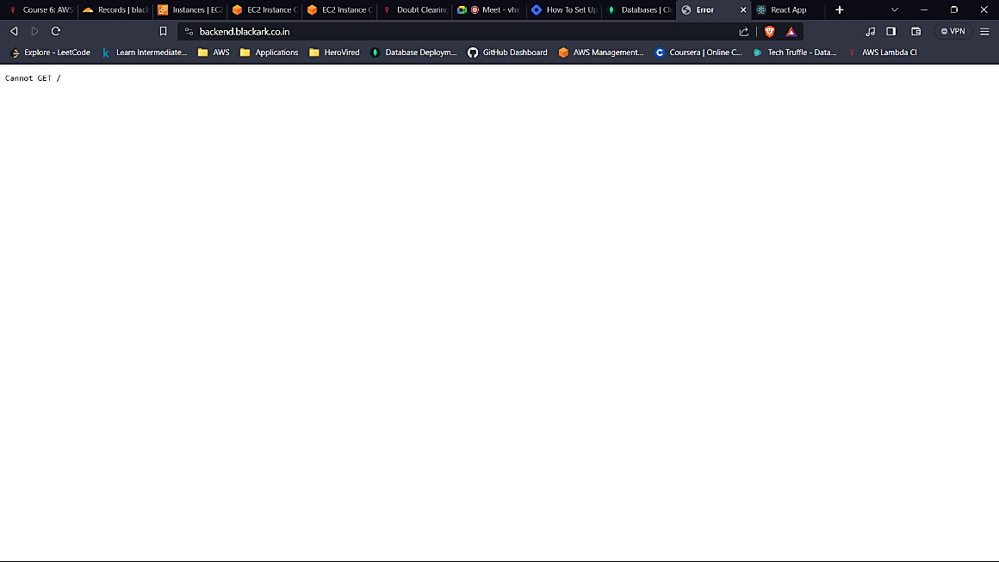 Course 6: AWS
Records | black
Instances | EC2
EC2 Instance C
EC2 Instance C
Doubt Clearing
Meet - vhx
How To Set Up
Databases | Clo
Error
React App
backend.blackark.co.in
VPN
Explore - LeetCode
Learn Intermediate...
AWS
Applications
HeroVired
Database Deploym...
GitHub Dashboard
AWS Management...
Coursera | Online C...
Tech Truffle - Data...
AWS Lambda CI
Cannot GET /